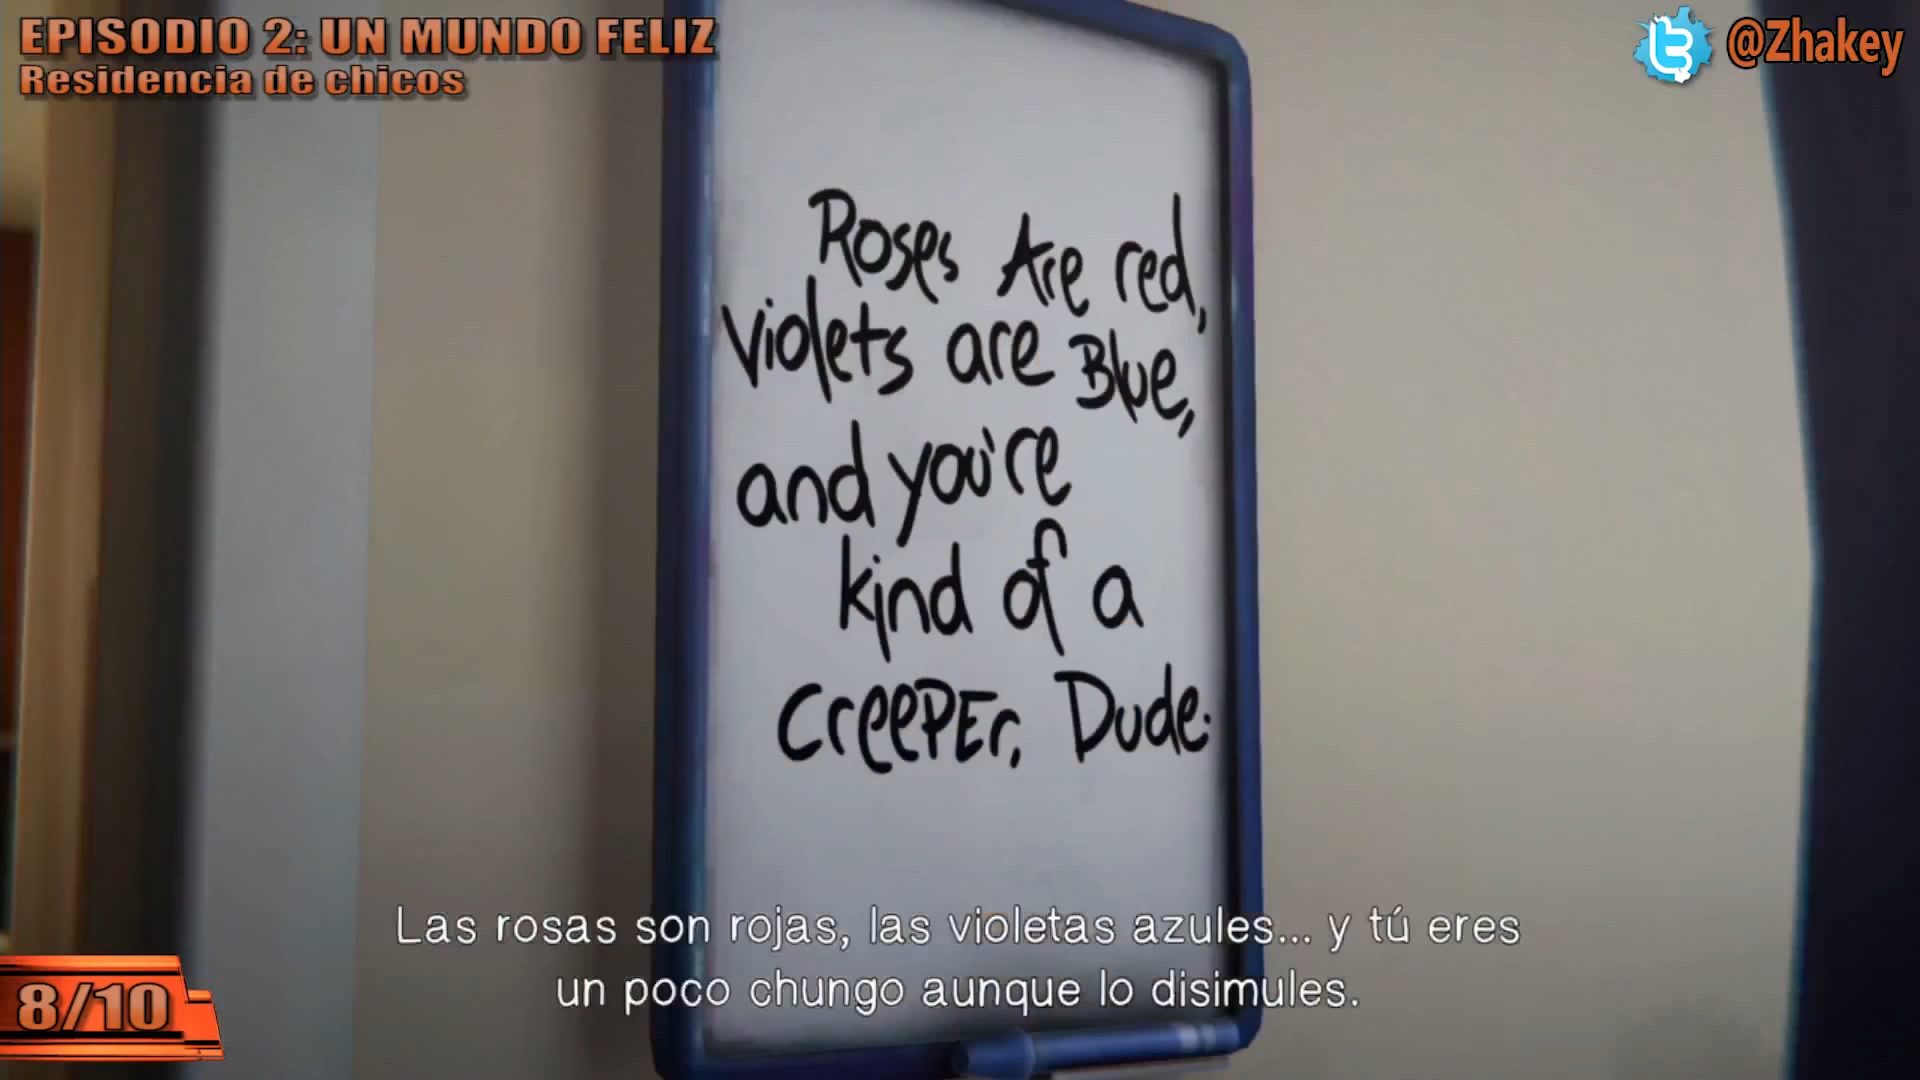 EPISODIO 2: UN MUNDO FELIZ
Residencia de chicos
@Zhakey
Roses Are red,
violets are Blue,
and you're
kind of a
creePEr, Dude.
Las rosas son rojas, las violetas azules... y tú eres
un poco chungo aunque lo disimules.
8/10